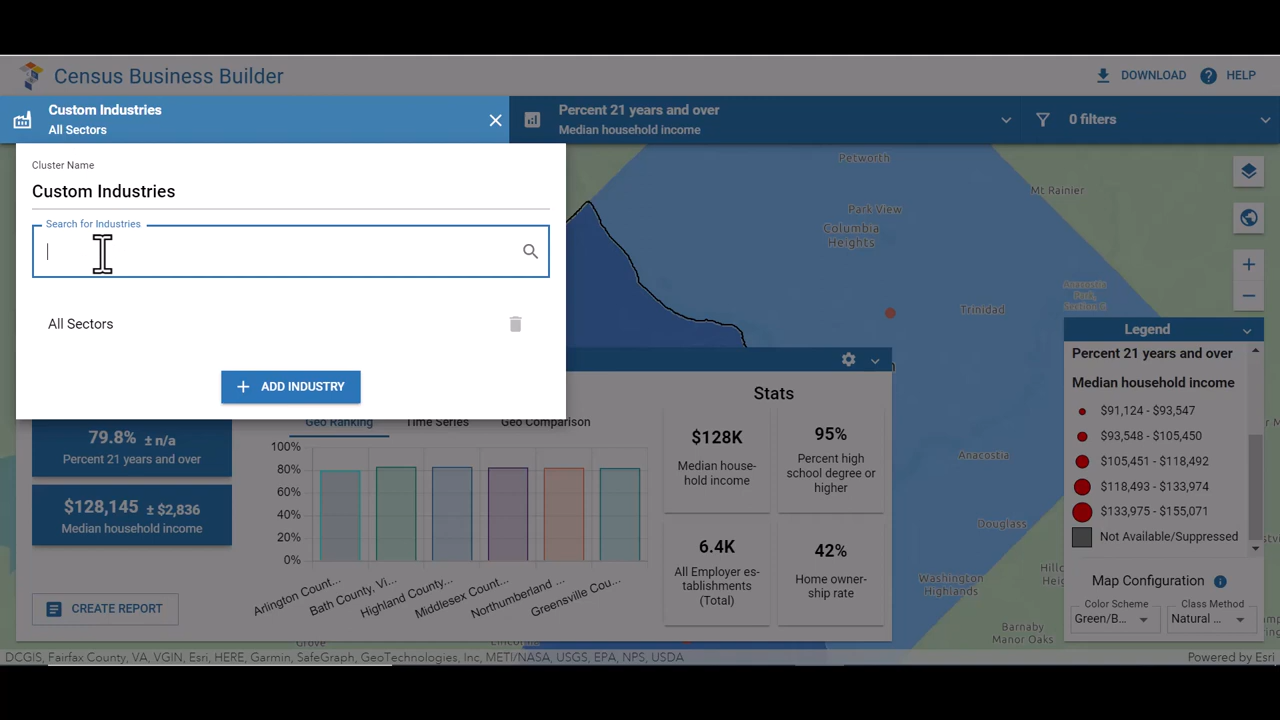 Census Business Builder
DOWNLOAD
HELP
Custom Industries
All Sectors
Percent 21 years and over
Median household income
0 filters
Cluster Name
Custom Industries
Search for Industries
All Sectors
ADD INDUSTRY
Petworth
Mt Rainier
Park View
Columbia
Heights
Trinidad
Anacostia
Anacostia
Douglass
Washington
Highlands
Barnaby
Manor Oaks
Legend
Percent 21 years and over
Median household income
$91,124 - $93,547
$93,548 - $105,450
$105,451 - $118,492
$118,493 - $133,974
$133,975 - $155,071
Not Available/Suppressed
Map Configuration
Color Scheme
Green/B...
Class Method
Natural ...
79.8% ± n/a
Percent 21 years and over
$128,145 ± $2,836
Median household income
CREATE REPORT
Geo Ranking
Time Series
Geo Comparison
100%
80%
60%
40%
20%
0%
Arlington Count...
Bath County, Vi...
Highland County...
Middlesex Count...
Northumberland ...
Greensville Cou...
Stats
$128K
Median house-
hold income
95%
Percent high
school degree or
higher
6.4K
All Employer es-
tablishments
(Total)
42%
Home owner-
ship rate
DCGIS, Fairfax County, VA, VGIN, Esri, HERE, Garmin, SafeGraph, GeoTechnologies, Inc, METI/NASA, USGS, EPA, NPS, USDA
Powered by Esri